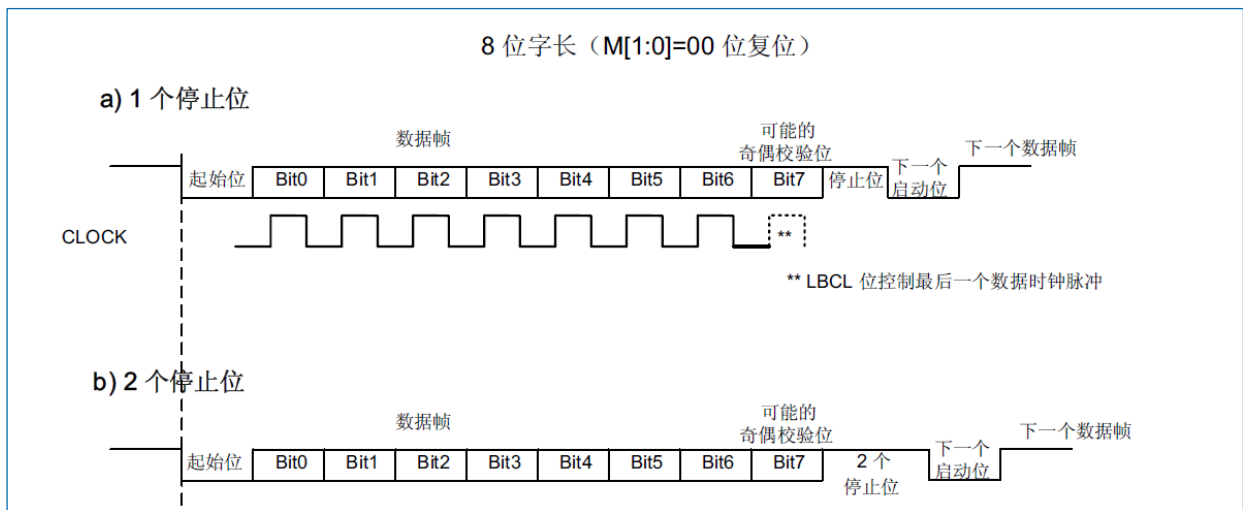 8 位字长（M[1:0]=00 位复位）
a) 1 个停止位
数据帧
可能的
奇偶校验位
下一个数据帧
起始位 Bit0 Bit1 Bit2 Bit3 Bit4 Bit5 Bit6 Bit7 停止位 下一个
启动位
CLOCK
**
** LBCL 位控制最后一个数据时钟脉冲
b) 2 个停止位
数据帧
可能的
奇偶校验位
下一个数据帧
起始位 Bit0 Bit1 Bit2 Bit3 Bit4 Bit5 Bit6 Bit7 2 个
停止位
下一个
启动位